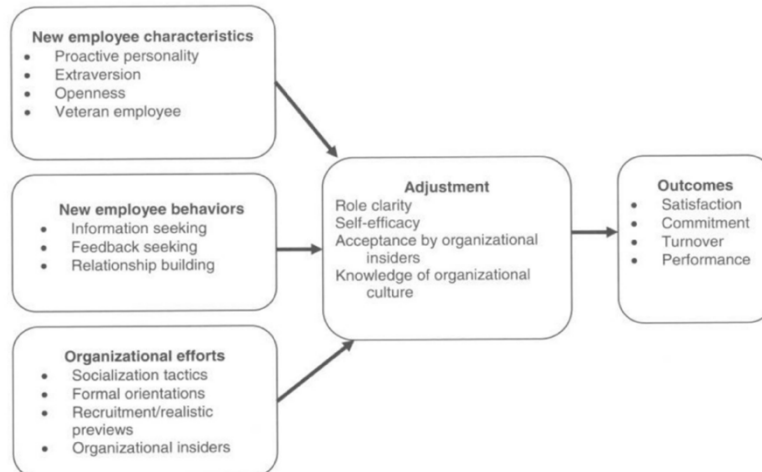 New employee characteristics
• Proactive personality
• Extraversion
• Openness
• Veteran employee
New employee behaviors
• Information seeking
• Feedback seeking
• Relationship building
Organizational efforts
• Socialization tactics
• Formal orientations
• Recruitment/realistic
previews
• Organizational insiders
Adjustment
Role clarity
Self-efficacy
Acceptance by organizational
insiders
Knowledge of organizational
culture
Outcomes
• Satisfaction
• Commitment
• Turnover
• Performance